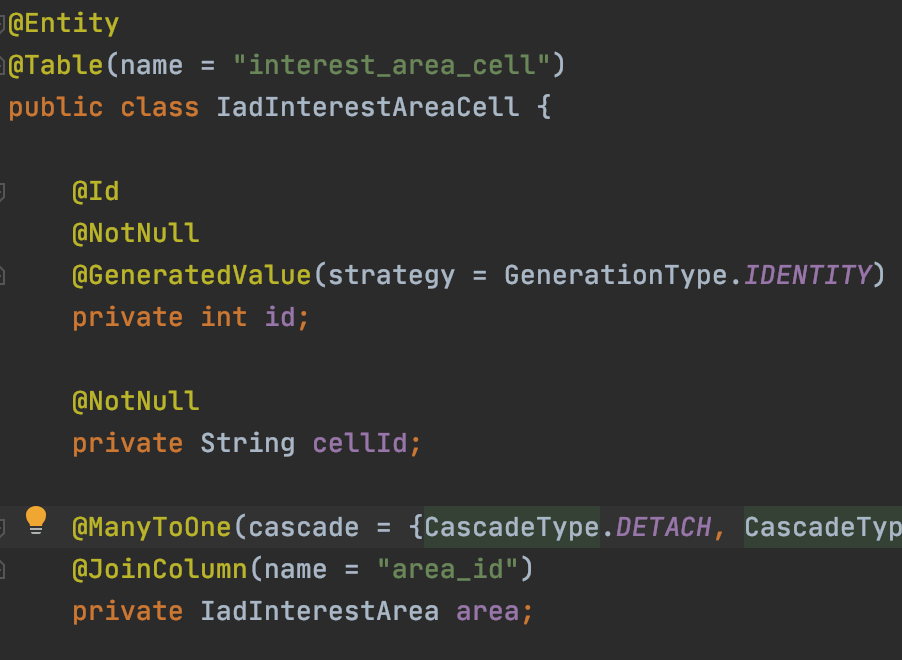 @Entity
@Table(name = "interest_area_cell")
public class IadInterestAreaCell {
@Id
@NotNull
@GeneratedValue(strategy = GenerationType.IDENTITY)
private int id;
@NotNull
private String cellId;
@ManyToOne(cascade = {CascadeType.DETACH, CascadeTyp
@JoinColumn(name = "area_id")
private IadInterestArea area;